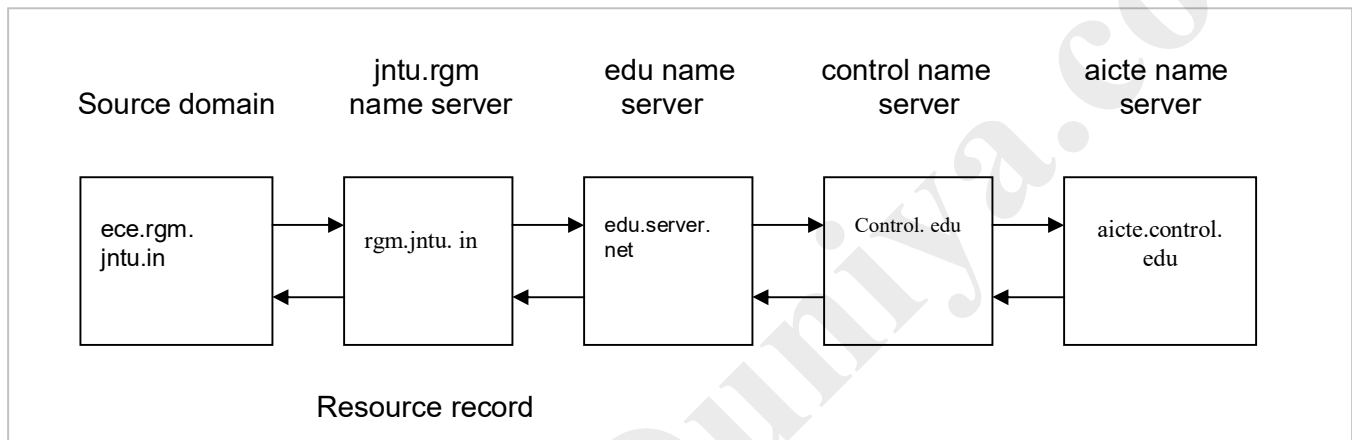 Source domain
jntu.rgm
name server
edu name
server
control name
server
aicte name
server
ece.rgm.
jntu.in
rgm.jntu. in
edu.server.
net
Control. edu
aicte.control.
edu
Resource record